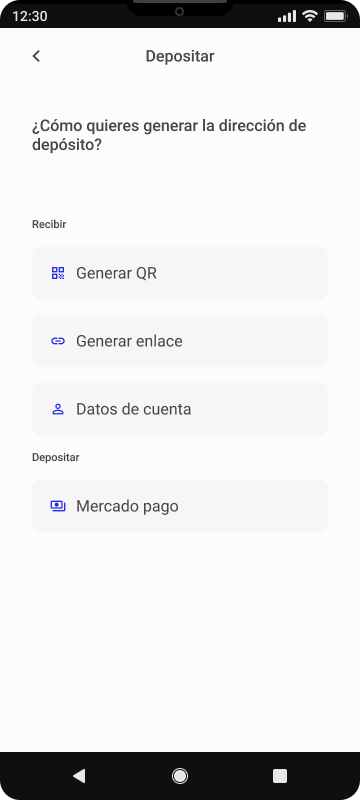 12:30
Depositar
¿Cómo quieres generar la dirección de
depósito?
Recibir
Generar QR
Generar enlace
Datos de cuenta
Depositar
Mercado pago